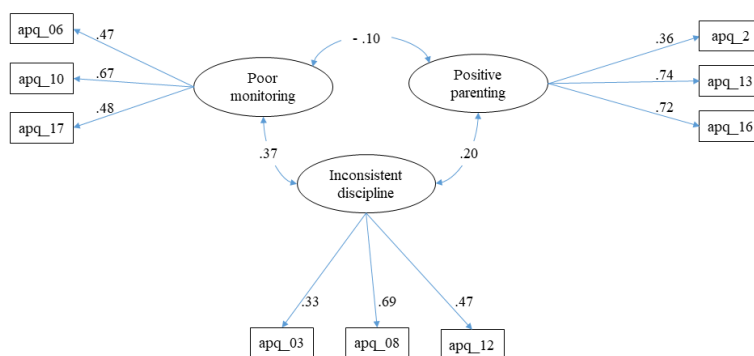 apq_06
.47
- .10
apq_2
.36
apq_10
.67
Poor
monitoring
Positive
parenting
.74
apq_13
apq_17
.48
.72
apq_16
.37
.20
Inconsistent
discipline
.33
.69
.47
apq_03
apq_08
apq_12